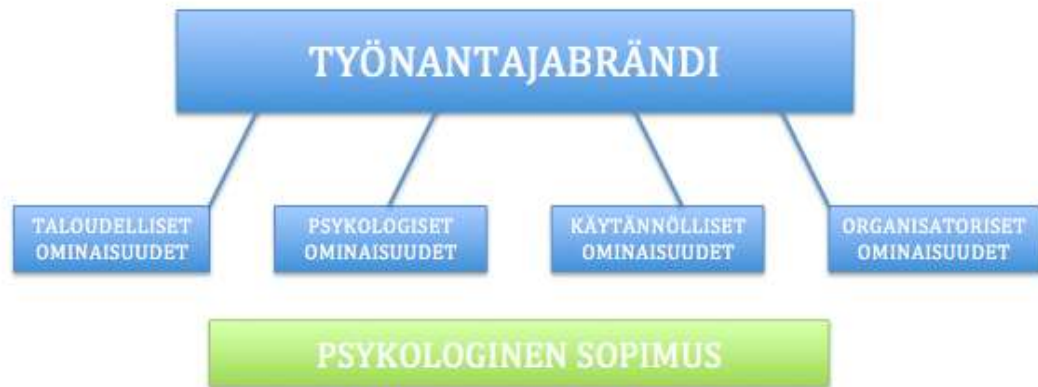 TYÖNANTAJABRÄNDI
TALOUDELLISET
OMINAISUUDET
PSYKOLOGISET
OMINAISUUDET
KÄYTÄNNÖLLISET
OMINAISUUDET
ORGANISATORISET
OMINAISUUDET
PSYKOLOGINEN SOPIMUS